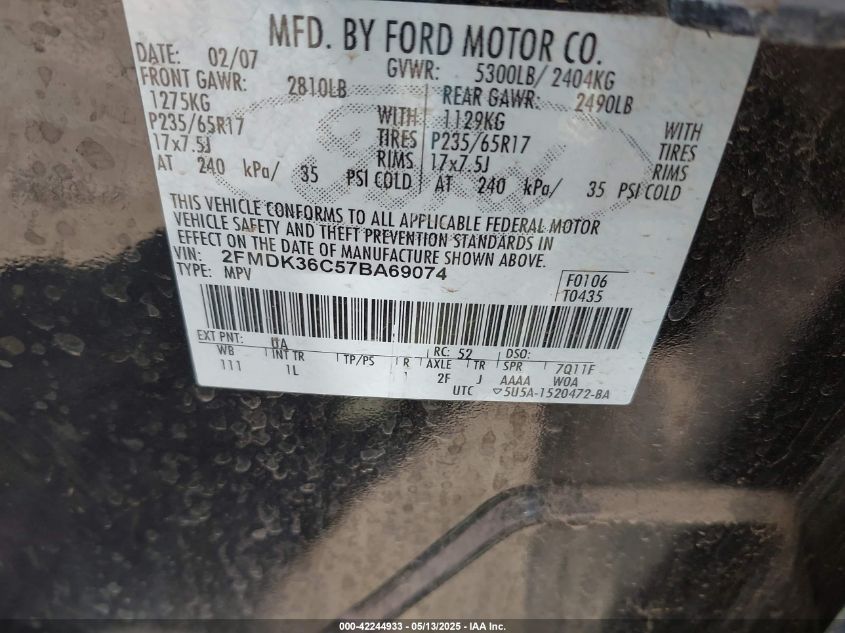 MFD. BY FORD MOTOR CO.
DATE: 02/07 GVWR: 5300LB/ 2404KG
FRONT GAWR: 2810LB REAR GAWR: 2490LB
1275KG WITH 1129KG WITH
P235/65R17 TIRES P235/65R17 TIRES
17x7.5J RIMS 17x7.5J RIMS
AT 240 kPa/ 35 PSI COLD AT 240 kPa/ 35 PSI COLD
THIS VEHICLE CONFORMS TO ALL APPLICABLE FEDERAL MOTOR
VEHICLE SAFETY AND THEFT PREVENTION STANDARDS IN
EFFECT ON THE DATE OF MANUFACTURE SHOWN ABOVE.
VIN: 2FMDK36C57BA69074 F0106
TYPE: MPV T0435
EXT PNT: UA RC: 52 DSO:
WB INT TR TP/PS R AXLE TR SPR 7Q11F
111 1L 1 2F J AAAA W0A
UTC 5U5A-1520472-BA
000-42244933 - 05/13/2025 - IAA Inc.